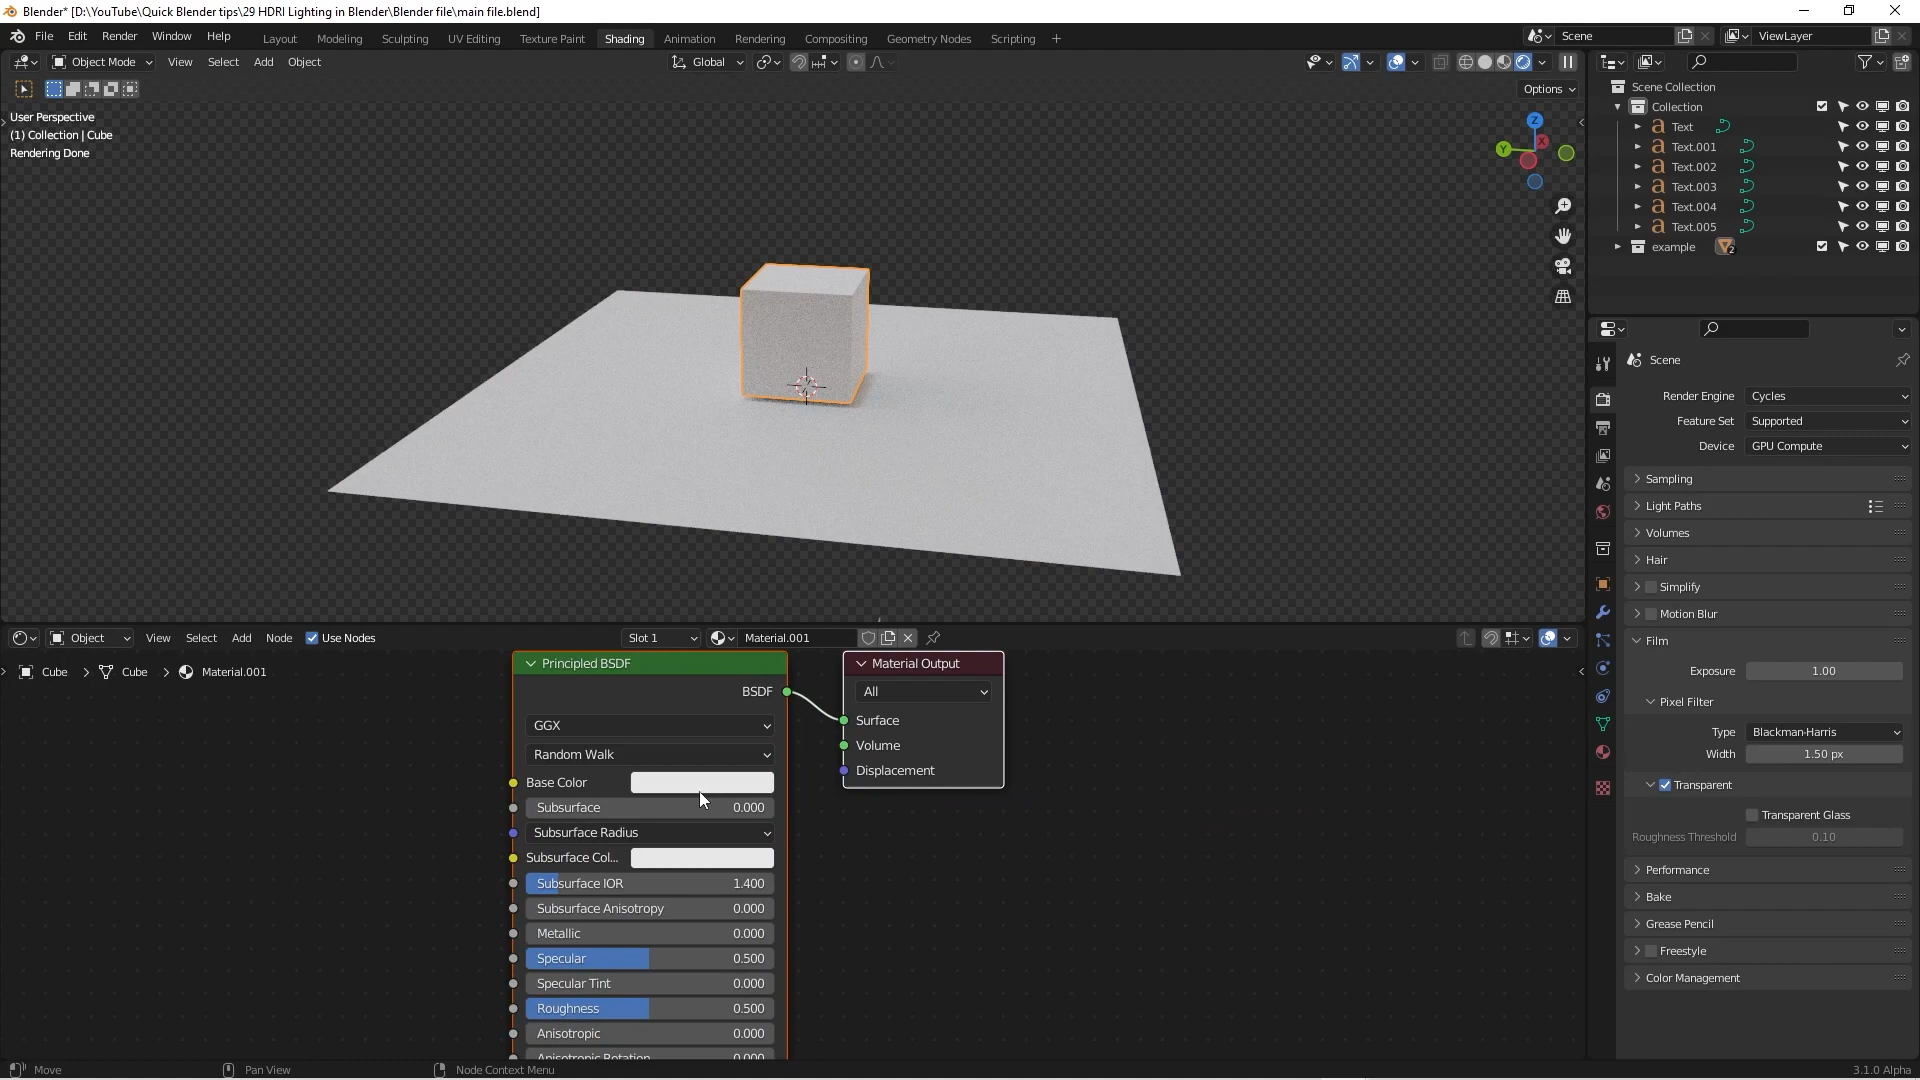 Blender* [D:\YouTube\Quick Blender tips\29 HDRI Lighting in Blender\Blender file\main file.blend]
File Edit Render Window Help Layout Modeling Sculpting UV Editing Texture Paint Shading Animation Rendering Compositing Geometry Nodes Scripting + Scene ViewLayer
Object Mode View Select Add Object Global
Options
User Perspective
(1) Collection | Cube
Rendering Done
Z
X
Y
Scene Collection
Collection
Text
Text.001
Text.002
Text.003
Text.004
Text.005
example 2
Scene
Render Engine Cycles
Feature Set Supported
Device GPU Compute
Sampling
Light Paths
Volumes
Hair
Simplify
Motion Blur
Film
Exposure 1.00
Pixel Filter
Type Blackman-Harris
Width 1.50 px
Transparent
Transparent Glass
Roughness Threshold 0.10
Performance
Bake
Grease Pencil
Freestyle
Color Management
Object View Select Add Node Use Nodes Slot 1 Material.001
Cube > Cube > Material.001
Principled BSDF
BSDF
GGX
Random Walk
Base Color
Subsurface 0.000
Subsurface Radius
Subsurface Col...
Subsurface IOR 1.400
Subsurface Anisotropy 0.000
Metallic 0.000
Specular 0.500
Specular Tint 0.000
Roughness 0.500
Anisotropic 0.000
Anisotropic Rotation 0.000
Material Output
All
Surface
Volume
Displacement
Move Pan View Node Context Menu 3.1.0 Alpha